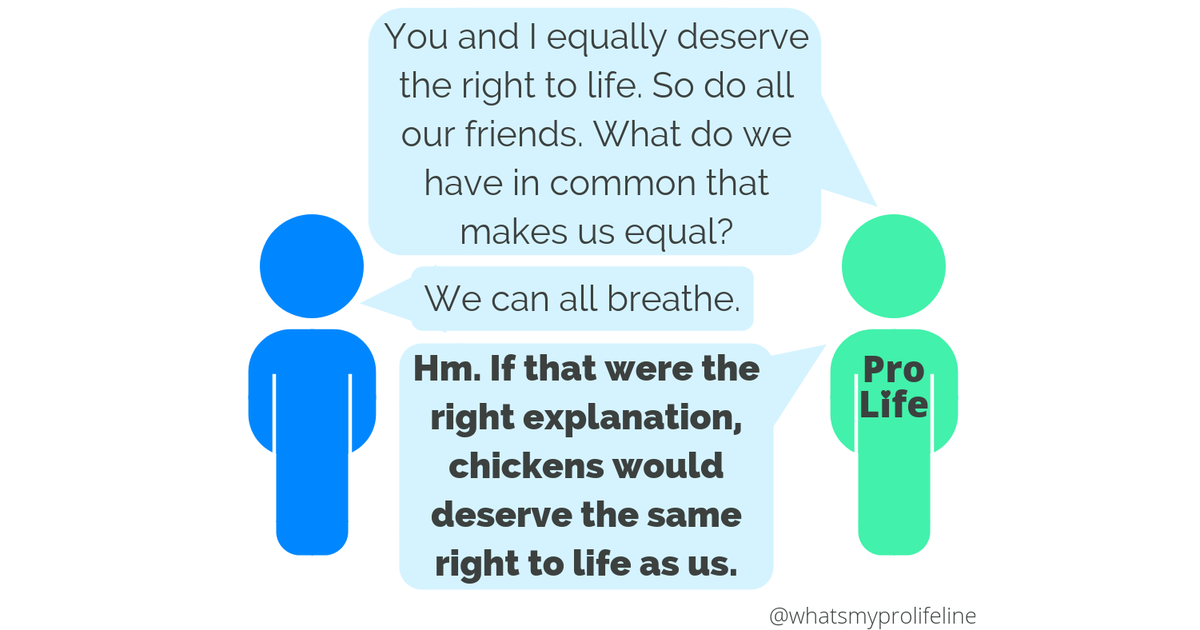 You and I equally deserve
the right to life. So do all
our friends. What do we
have in common that
makes us equal?
We can all breathe.
Hm. If that were the
right explanation,
chickens would
deserve the same
right to life as us.
Pro
Life
@whatsmyprolifeline